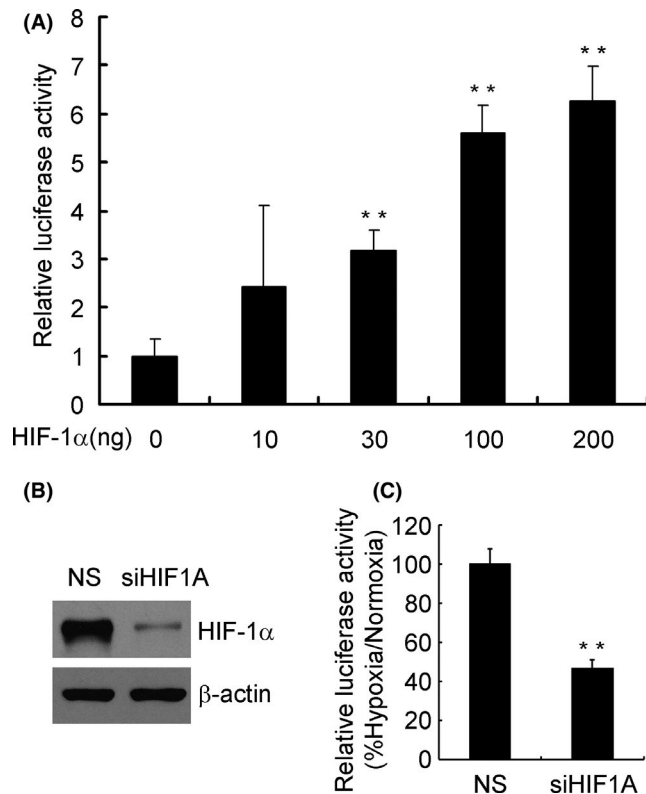 (A)
Relative luciferase activity
8
7
6
5
4
3
2
1
0
** ** **
HIF-1α(ng) 0 10 30 100 200
(B)
NS siHIF1A
HIF-1α
β-actin
(C)
Relative luciferase activity
(%Hypoxia/Normoxia)
120
100
80
60
40
20
0
**
NS siHIF1A